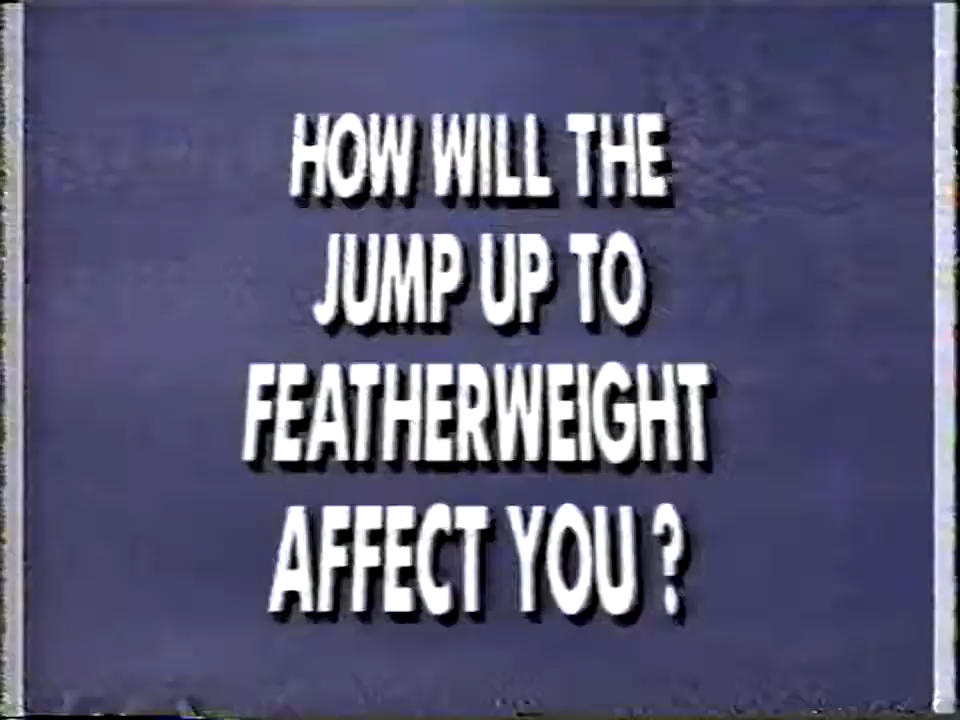 HOW WILL THE
JUMP UP TO
FEATHERWEIGHT
AFFECT YOU ?